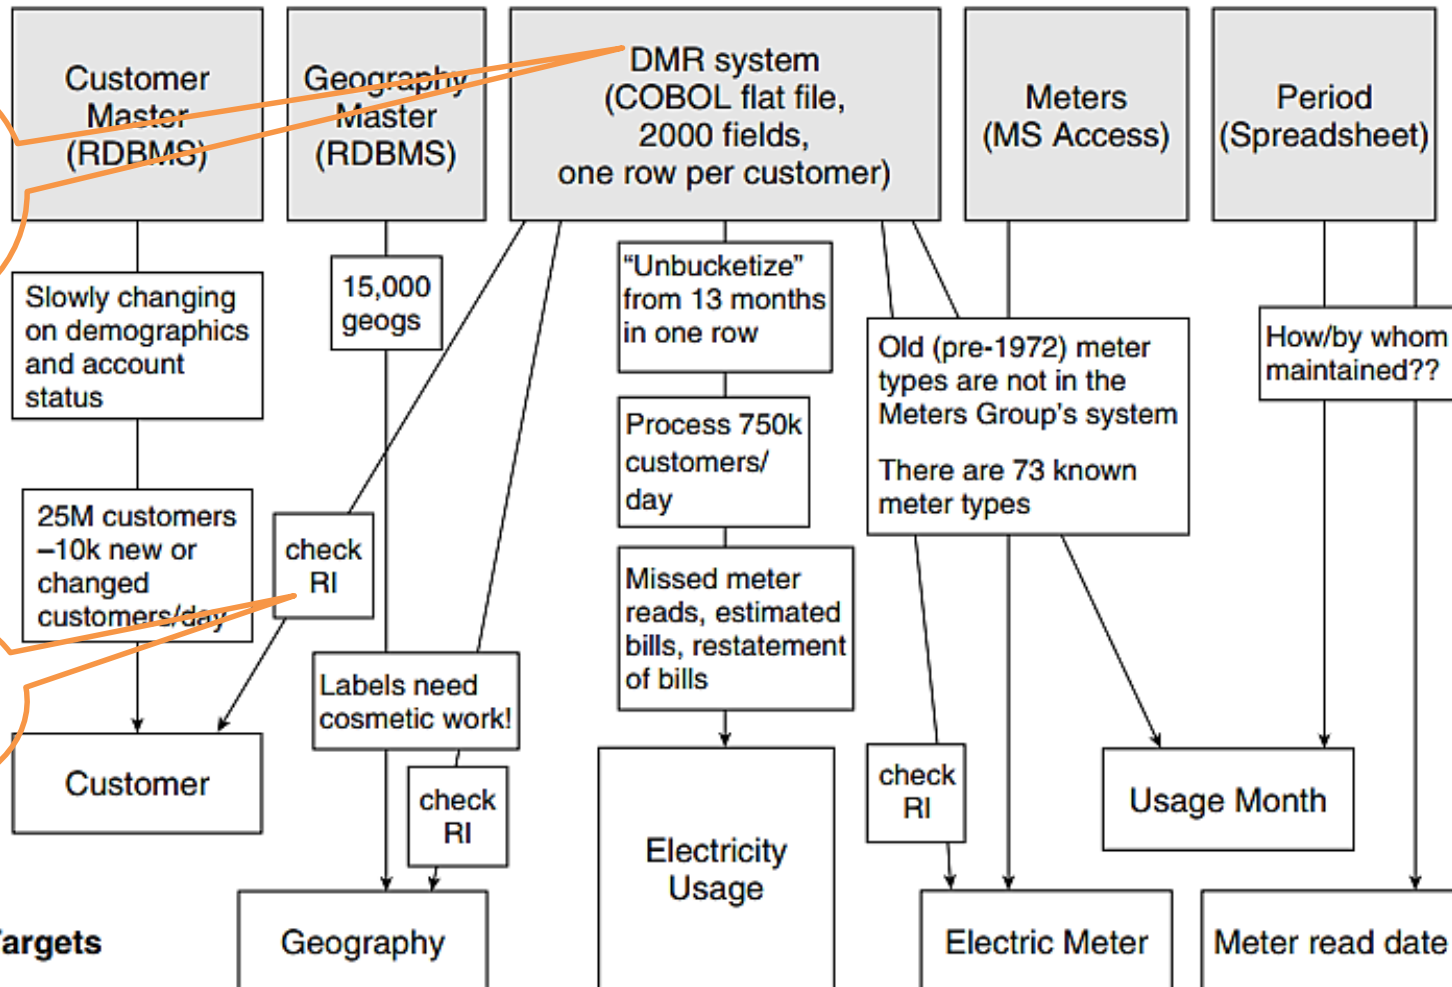 Customer
Master
(RDBMS)
Geography
Master
(RDBMS)
DMR system
(COBOL flat file,
2000 fields,
one row per customer)
Meters
(MS Access)
Period
(Spreadsheet)
Slowly changing
on demographics
and account
status
15,000
geogs
“Unbucketize”
from 13 months
in one row
Old (pre-1972) meter
types are not in the
Meters Group's system
There are 73 known
meter types
How/by whom
maintained??
Process 750k
customers/
day
25M customers
–10k new or
changed
customers/day
check
RI
Missed meter
reads, estimated
bills, restatement
of bills
Labels need
cosmetic work!
Customer
check
RI
check
RI
Usage Month
Electricity
Usage
Targets
Geography
Electric Meter
Meter read date